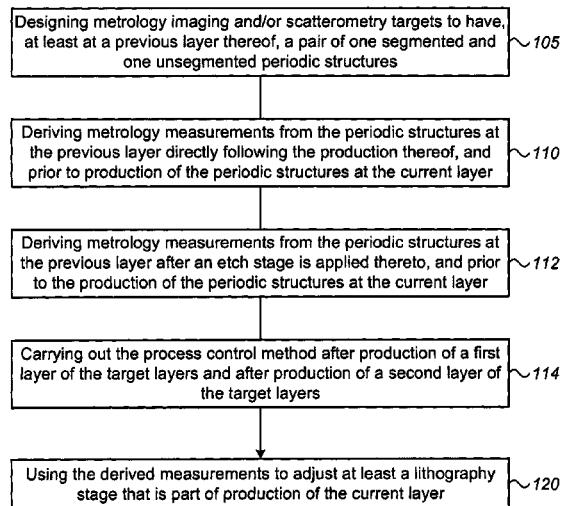 Designing metrology imaging and/or scatterometry targets to have,
at least at a previous layer thereof, a pair of one segmented and
one unsegmented periodic structures
105
Deriving metrology measurements from the periodic structures at
the previous layer directly following the production thereof, and
prior to production of the periodic structures at the current layer
110
Deriving metrology measurements from the periodic structures at
the previous layer after an etch stage is applied thereto, and prior
to the production of the periodic structures at the current layer
112
Carrying out the process control method after production of a first
layer of the target layers and after production of a second layer of
the target layers
114
Using the derived measurements to adjust at least a lithography
stage that is part of production of the current layer
120